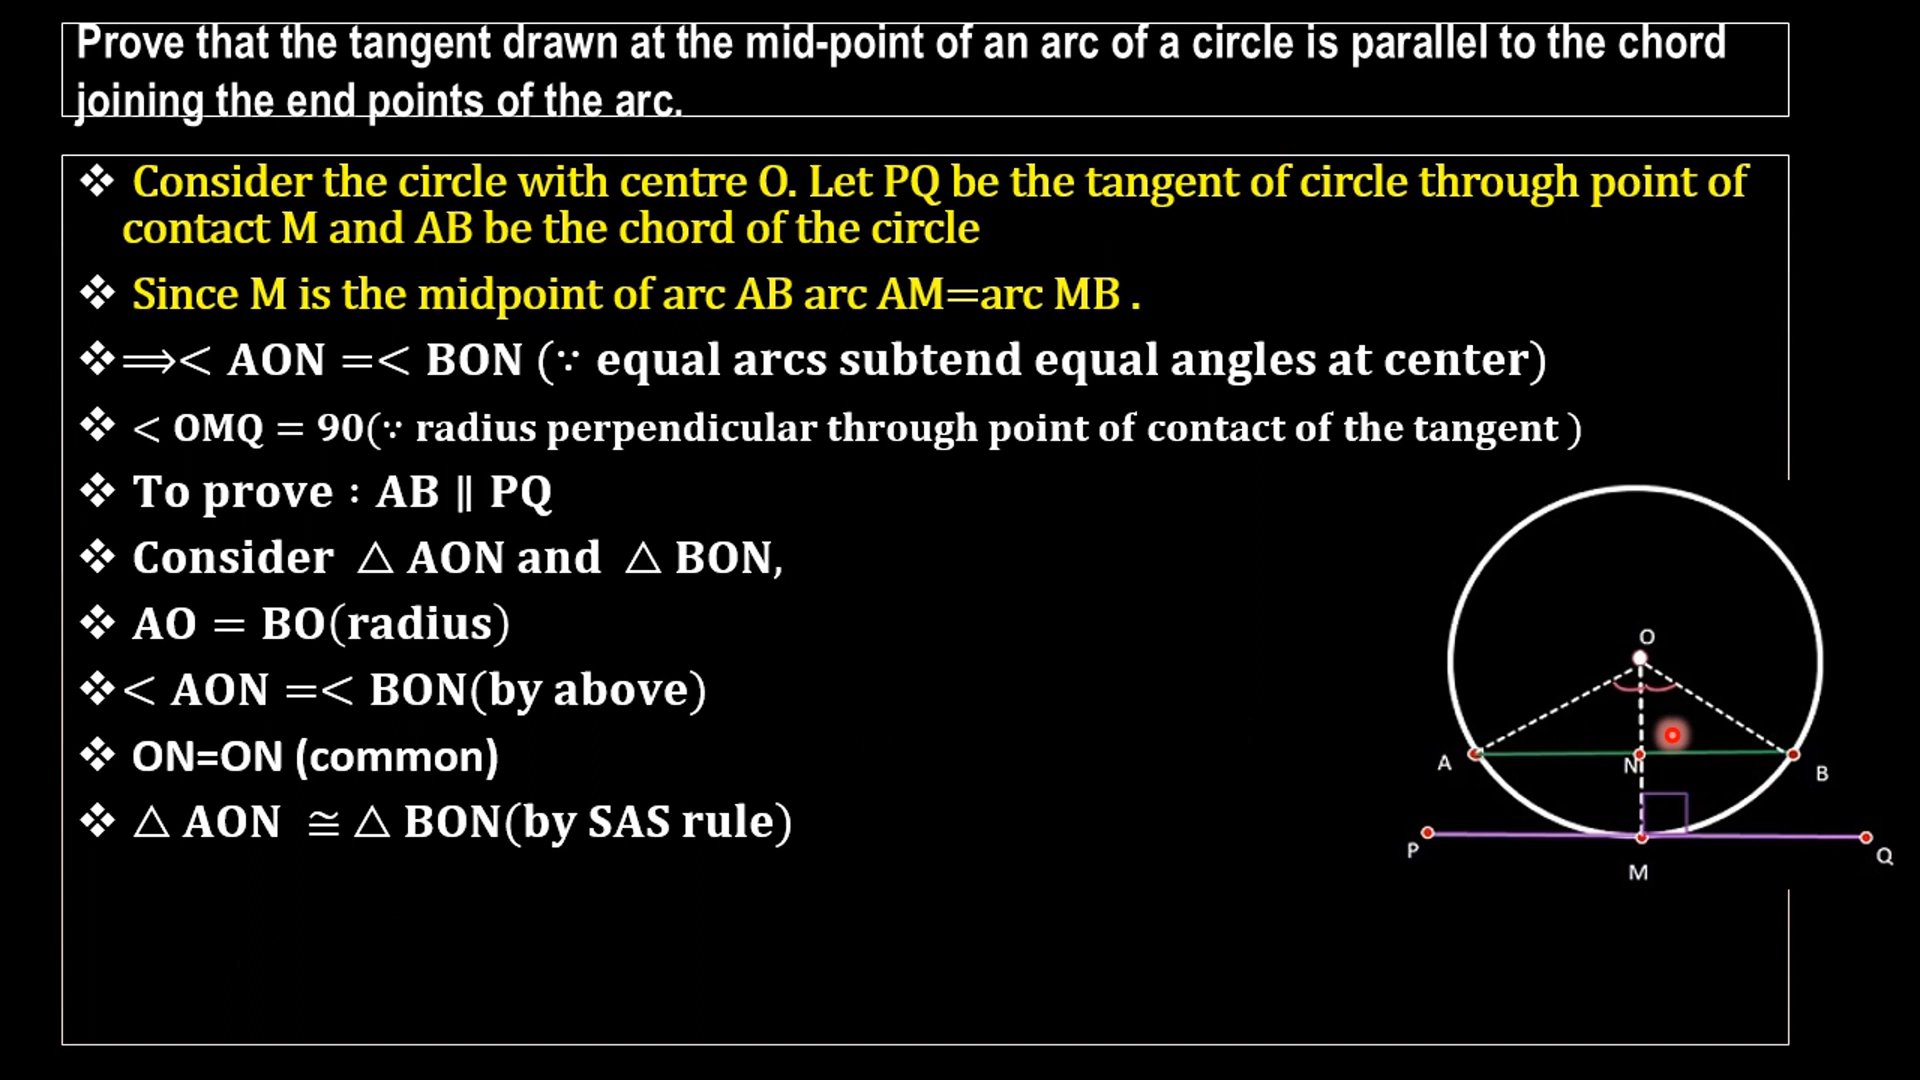 Prove that the tangent drawn at the mid-point of an arc of a circle is parallel to the chord
joining the end points of the arc.
❖ Consider the circle with centre O. Let PQ be the tangent of circle through point of
contact M and AB be the chord of the circle
❖ Since M is the midpoint of arc AB arc AM=arc MB .
❖ ⟹< AON =< BON (∵ equal arcs subtend equal angles at center)
❖ < OMQ = 90(∵ radius perpendicular through point of contact of the tangent )
❖ To prove : AB ∥ PQ
❖ Consider △ AON and △ BON,
❖ AO = BO(radius)
❖ < AON =< BON(by above)
❖ ON=ON (common)
❖ △ AON ≅ △ BON(by SAS rule)
O
A
N
B
P
Q
M